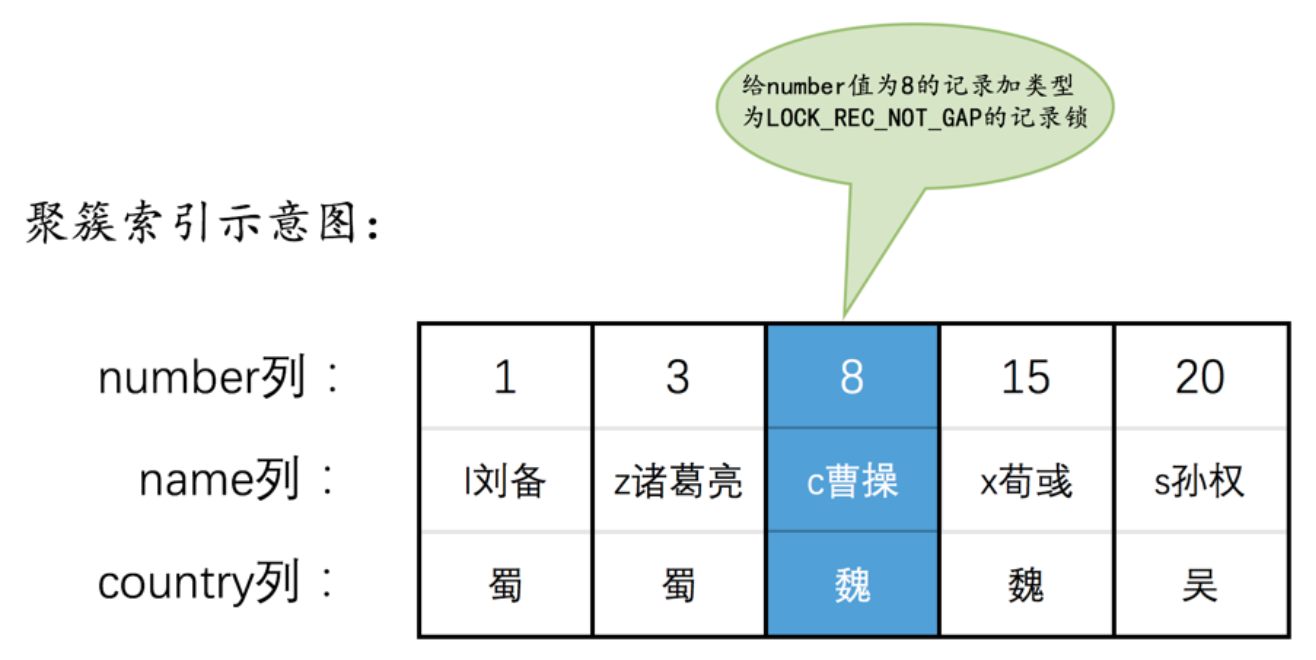 给number值为8的记录加类型
为LOCK_REC_NOT_GAP的记录锁
聚簇索引示意图：
number列： 1 3 8 15 20
name列： l刘备 z诸葛亮 c曹操 x荀彧 s孙权
country列： 蜀 蜀 魏 魏 吴